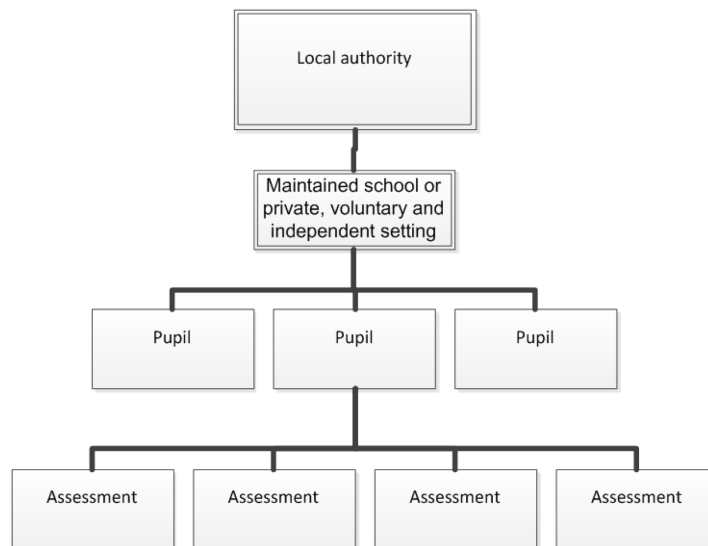 Local authority
Maintained school or
private, voluntary and
independent setting
Pupil
Pupil
Pupil
Assessment
Assessment
Assessment
Assessment